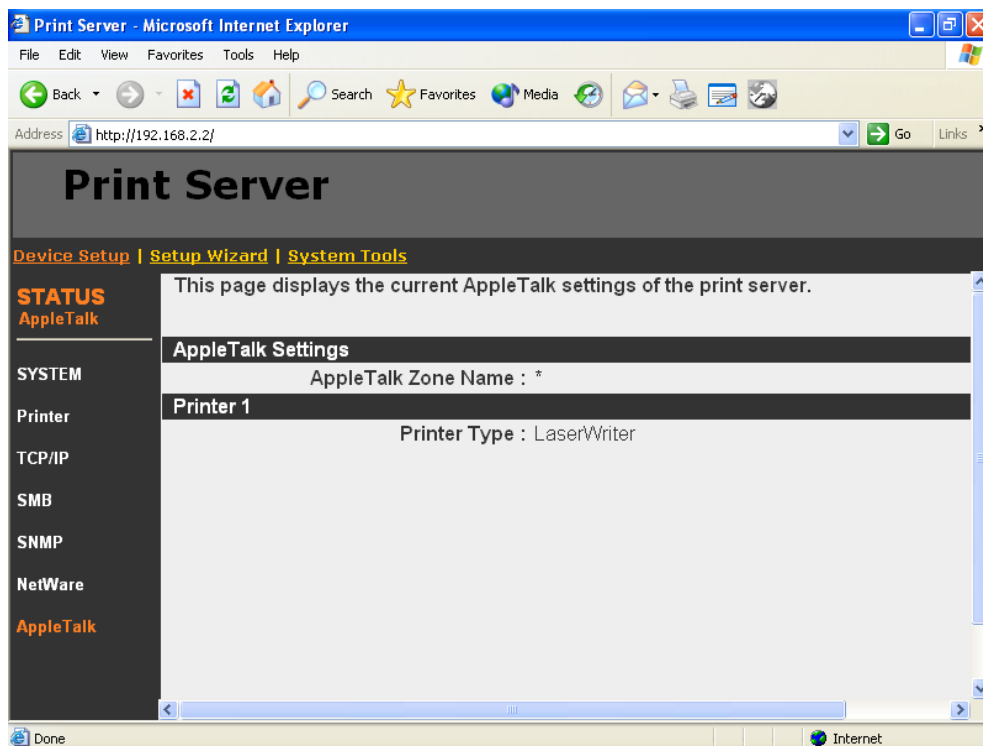 Print Server - Microsoft Internet Explorer
File Edit View Favorites Tools Help
Back Search Favorites Media
Address http://192.168.2.2/ Go Links
Print Server
Device Setup | Setup Wizard | System Tools
STATUS
AppleTalk
SYSTEM
Printer
TCP/IP
SMB
SNMP
NetWare
AppleTalk
This page displays the current AppleTalk settings of the print server.
AppleTalk Settings
AppleTalk Zone Name : *
Printer 1
Printer Type : LaserWriter
Done Internet